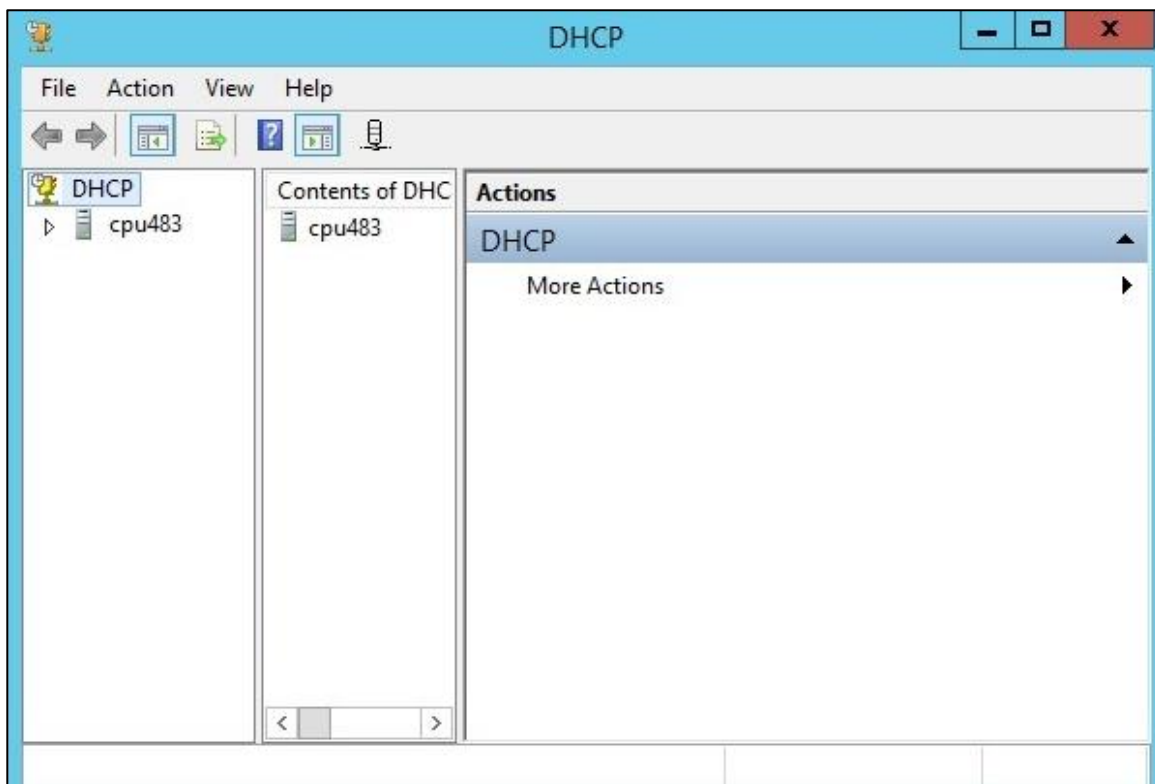 DHCP
File Action View Help
DHCP
cpu483
Contents of DHC
cpu483
Actions
DHCP
More Actions